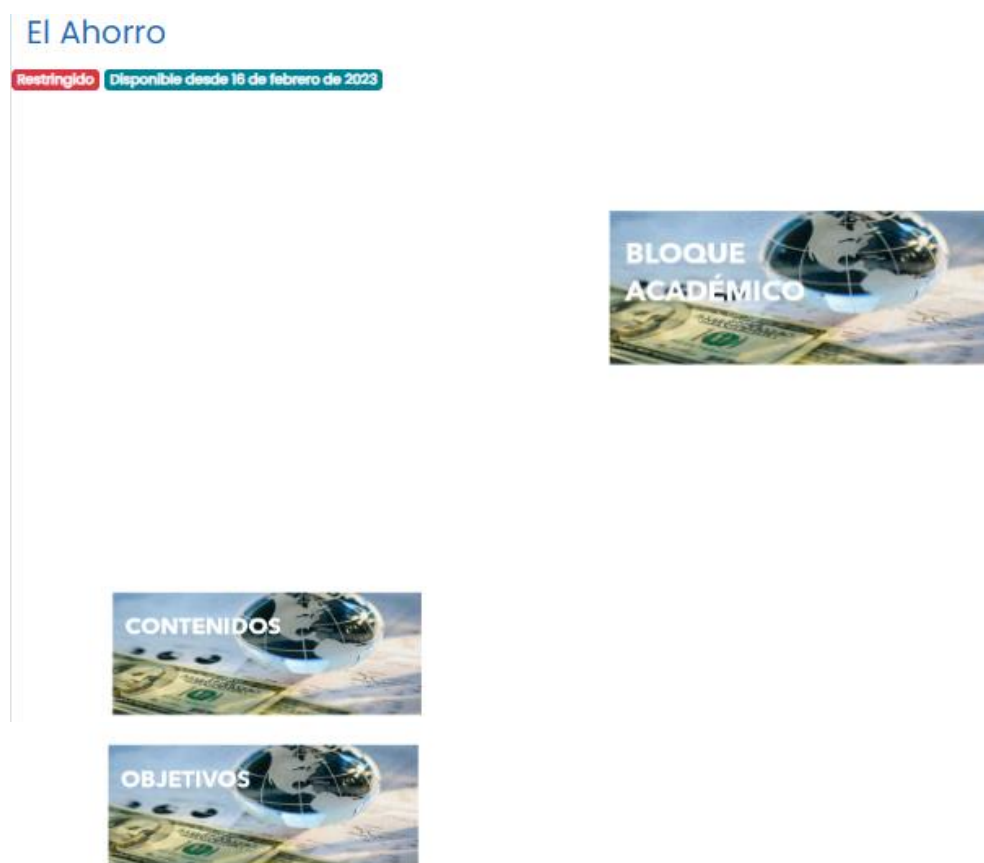 El Ahorro
Restringido Disponible desde 16 de febrero de 2023
BLOQUE
ACADÉMICO
CONTENIDOS
OBJETIVOS